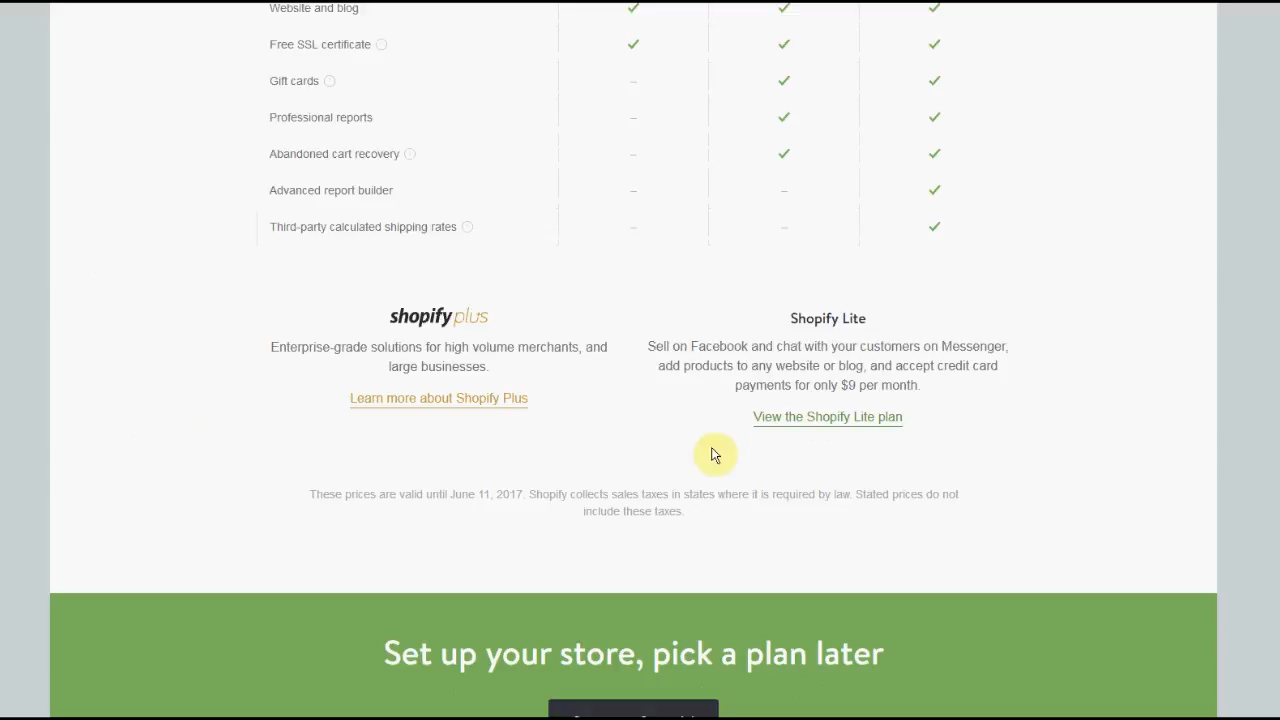 Website and blog
Free SSL certificate
Gift cards
–
Professional reports
–
Abandoned cart recovery
–
Advanced report builder
– –
Third-party calculated shipping rates
– –
shopify plus
Shopify Lite
Enterprise-grade solutions for high volume merchants, and
large businesses.
Learn more about Shopify Plus
Sell on Facebook and chat with your customers on Messenger,
add products to any website or blog, and accept credit card
payments for only $9 per month.
View the Shopify Lite plan
These prices are valid until June 11, 2017. Shopify collects sales taxes in states where it is required by law. Stated prices do not
include these taxes.
Set up your store, pick a plan later